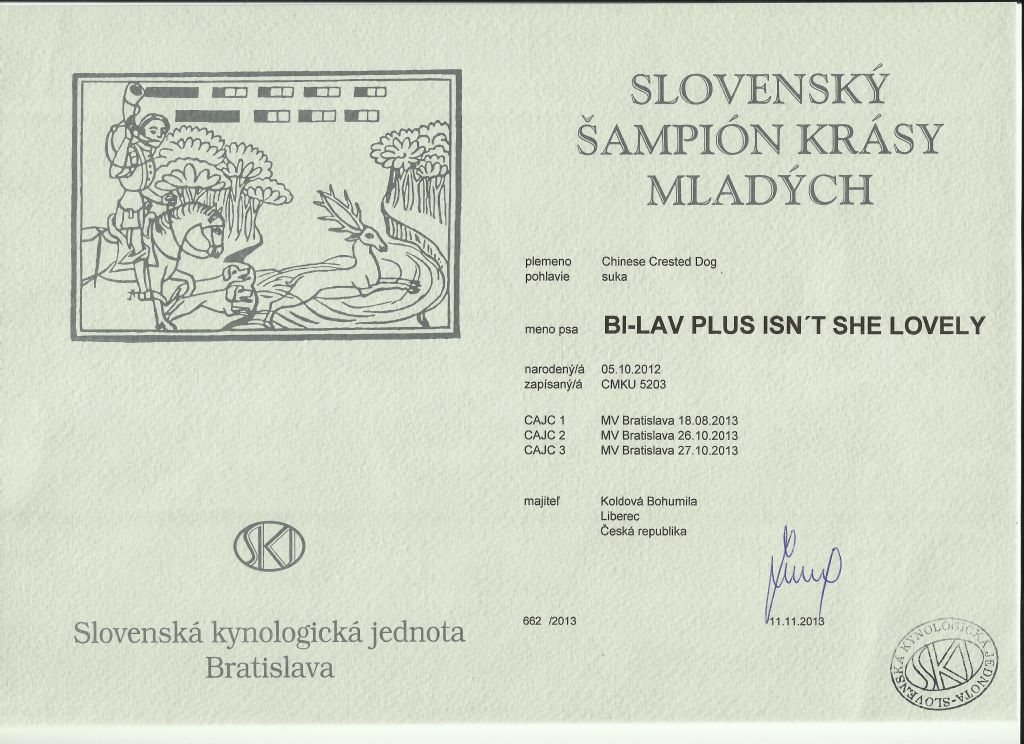 SLOVENSKÝ
ŠAMPIÓN KRÁSY
MLADÝCH
plemeno Chinese Crested Dog
pohlavie suka
meno psa BI-LAV PLUS ISN´T SHE LOVELY
narodený/á 05.10.2012
zapísaný/á CMKU 5203
CAJC 1 MV Bratislava 18.08.2013
CAJC 2 MV Bratislava 26.10.2013
CAJC 3 MV Bratislava 27.10.2013
majiteľ Koldová Bohumila
Liberec
Česká republika
662 /2013
11.11.2013
SKJ
Slovenská kynologická jednota
Bratislava
SLOVENSKÁ KYNOLOGICKÁ JEDNOTA
SKJ